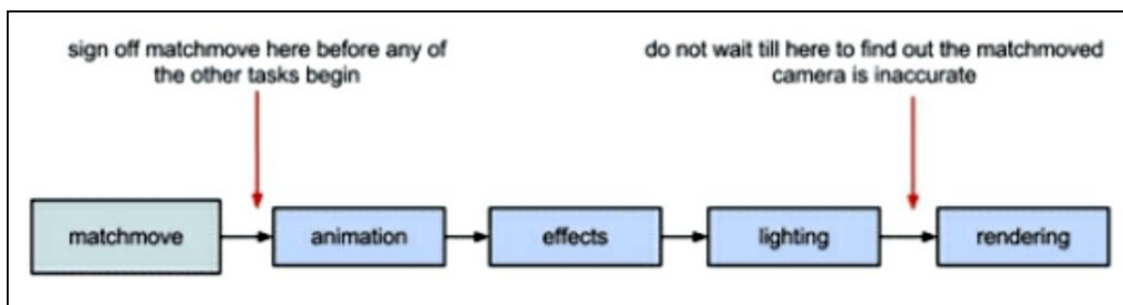 sign off matchmove here before any of
the other tasks begin
do not wait till here to find out the matchmoved
camera is inaccurate
matchmove
animation
effects
lighting
rendering